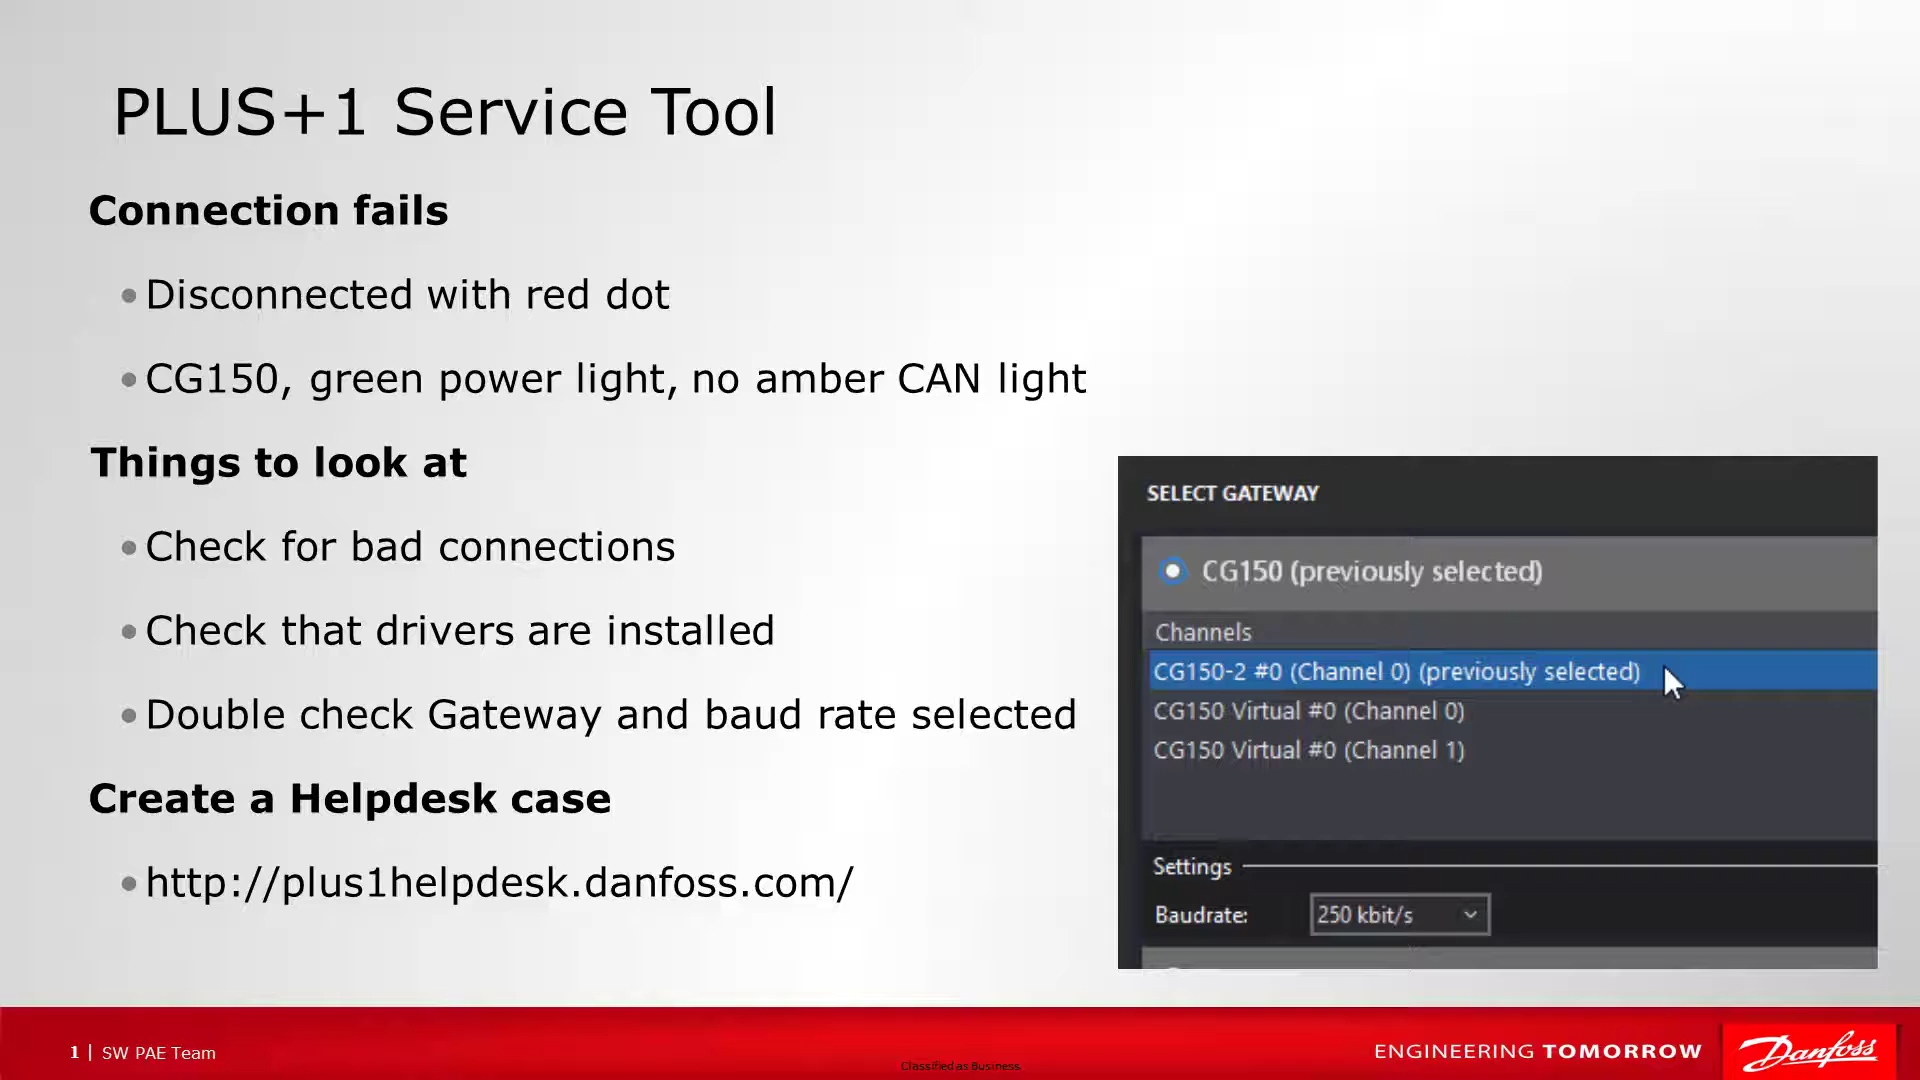 PLUS+1 Service Tool
Connection fails
Disconnected with red dot
CG150, green power light, no amber CAN light
Things to look at
Check for bad connections
Check that drivers are installed
Double check Gateway and baud rate selected
Create a Helpdesk case
http://plus1helpdesk.danfoss.com/
SELECT GATEWAY
CG150 (previously selected)
Channels
CG150-2 #0 (Channel 0) (previously selected)
CG150 Virtual #0 (Channel 0)
CG150 Virtual #0 (Channel 1)
Settings
Baudrate: 250 kbit/s
1 | SW PAE Team
Classified as Business
ENGINEERING TOMORROW
Danfoss